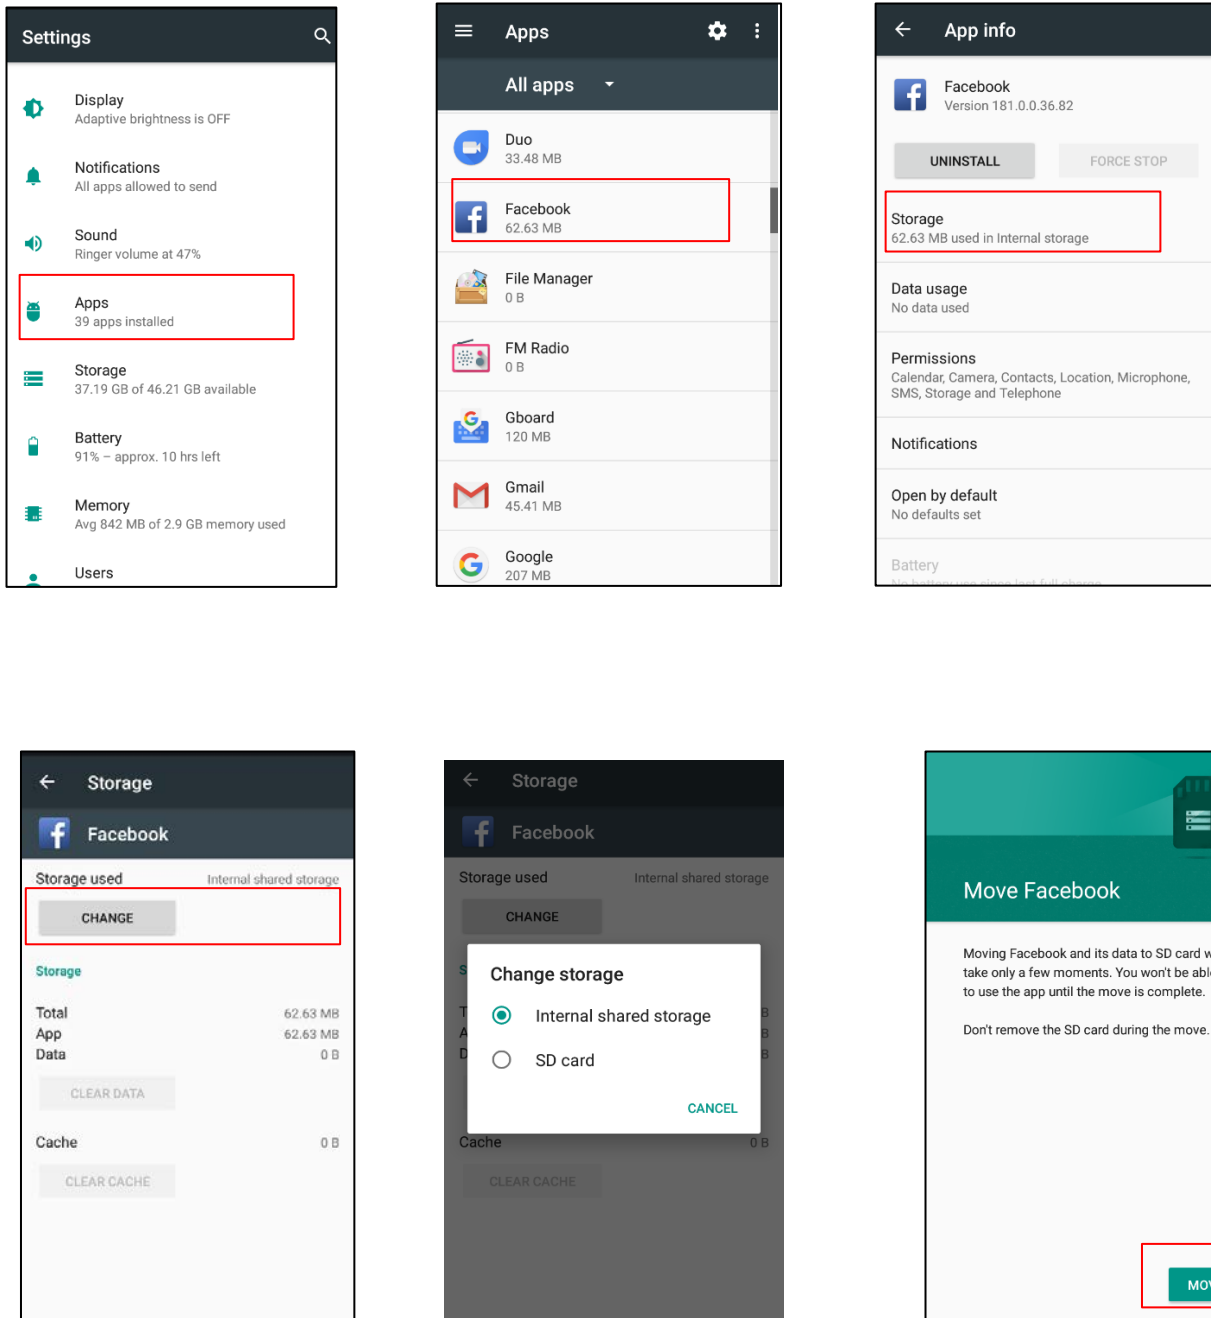 Settings
Display
Adaptive brightness is OFF
Notifications
All apps allowed to send
Sound
Ringer volume at 47%
Apps
39 apps installed
Storage
37.19 GB of 46.21 GB available
Battery
91% – approx. 10 hrs left
Memory
Avg 842 MB of 2.9 GB memory used
Users
Apps
All apps
Duo
33.48 MB
Facebook
62.63 MB
File Manager
0 B
FM Radio
0 B
Gboard
120 MB
Gmail
45.41 MB
Google
207 MB
App info
Facebook
Version 181.0.0.36.82
UNINSTALL FORCE STOP
Storage
62.63 MB used in Internal storage
Data usage
No data used
Permissions
Calendar, Camera, Contacts, Location, Microphone,
SMS, Storage and Telephone
Notifications
Open by default
No defaults set
Battery
No battery use since last full charge
Storage
Facebook
Storage used Internal shared storage
CHANGE
Storage
Total 62.63 MB
App 62.63 MB
Data 0 B
CLEAR DATA
Cache 0 B
CLEAR CACHE
Storage
Facebook
Storage used Internal shared storage
CHANGE
Change storage
Internal shared storage
SD card
CANCEL
Cache 0 B
CLEAR CACHE
Move Facebook
Moving Facebook and its data to SD card
take only a few moments. You won't be
to use the app until the move is complete.
Don't remove the SD card during the move.